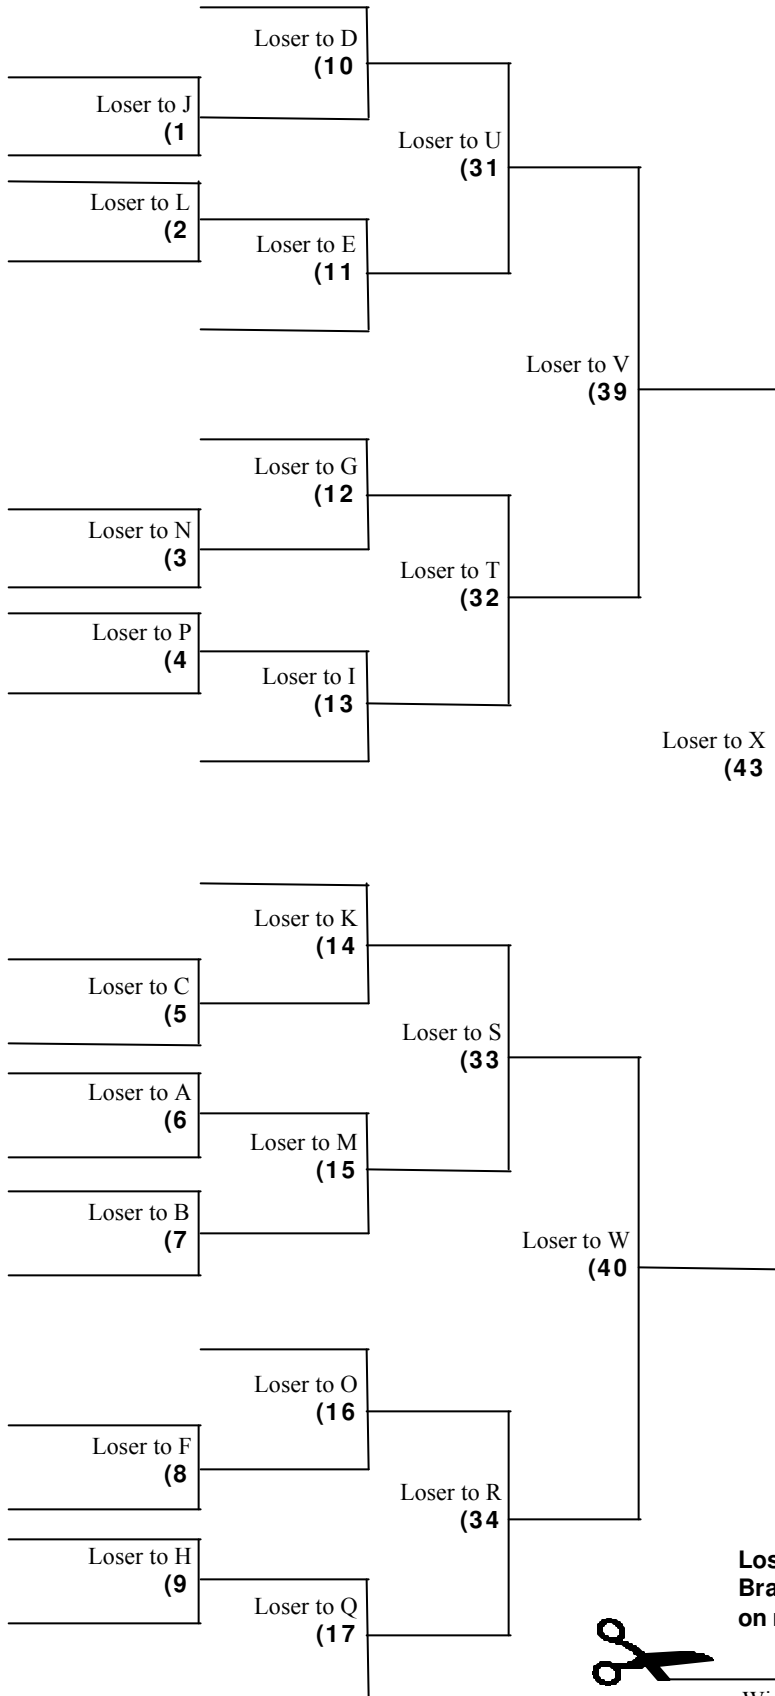 Loser to D
(10
Loser to J
(1
Loser to U
(31
Loser to L
(2
Loser to E
(11
Loser to V
(39
Loser to G
(12
Loser to N
(3
Loser to T
(32
Loser to P
(4
Loser to I
(13
Loser to X
(43
Loser to K
(14
Loser to C
(5
Loser to S
(33
Loser to A
(6
Loser to M
(15
Loser to B
(7
Loser to W
(40
Loser to O
(16
Loser to F
(8
Loser to R
(34
Loser to H
(9
Loser to Q
(17
Los
Bra
on